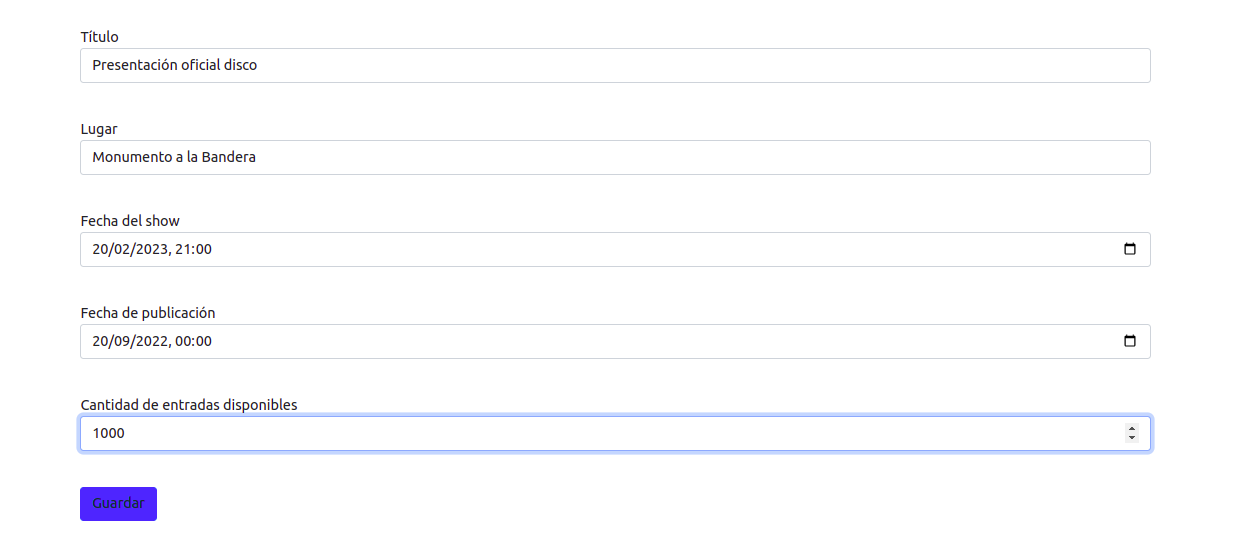 Título
Presentación oficial disco
Lugar
Monumento a la Bandera
Fecha del show
20/02/2023, 21:00
Fecha de publicación
20/09/2022, 00:00
Cantidad de entradas disponibles
1000
Guardar